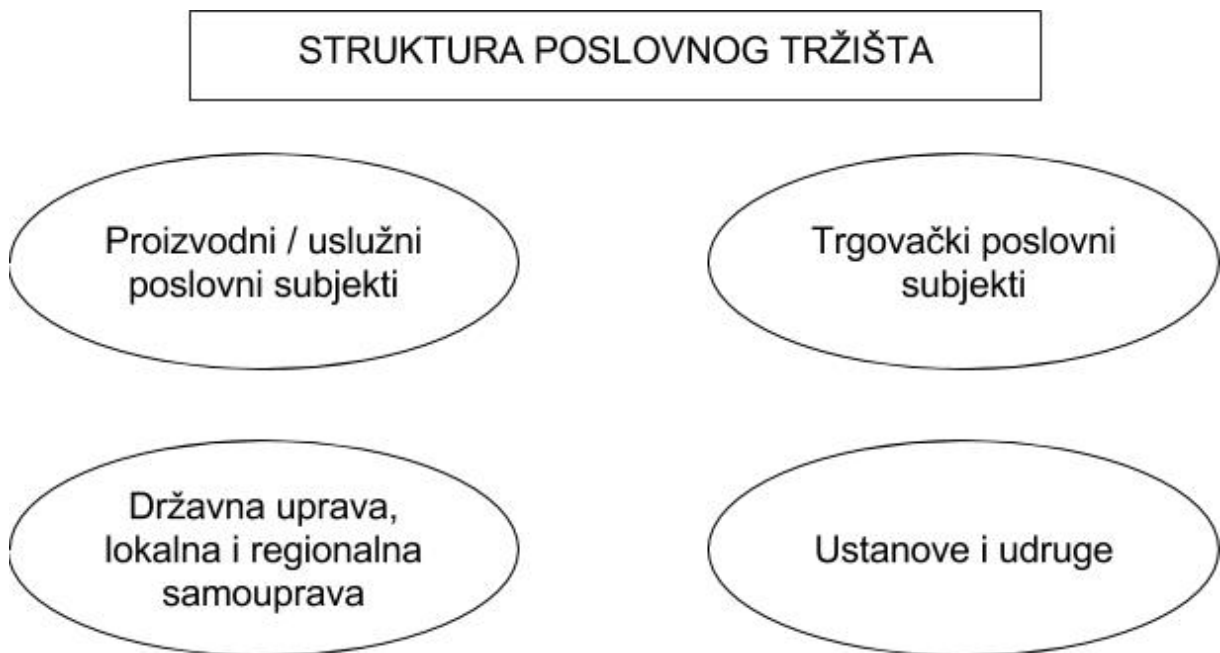 STRUKTURA POSLOVNOG TRŽIŠTA
Proizvodni / uslužni
poslovni subjekti
Trgovački poslovni
subjekti
Državna uprava,
lokalna i regionalna
samouprava
Ustanove i udruge